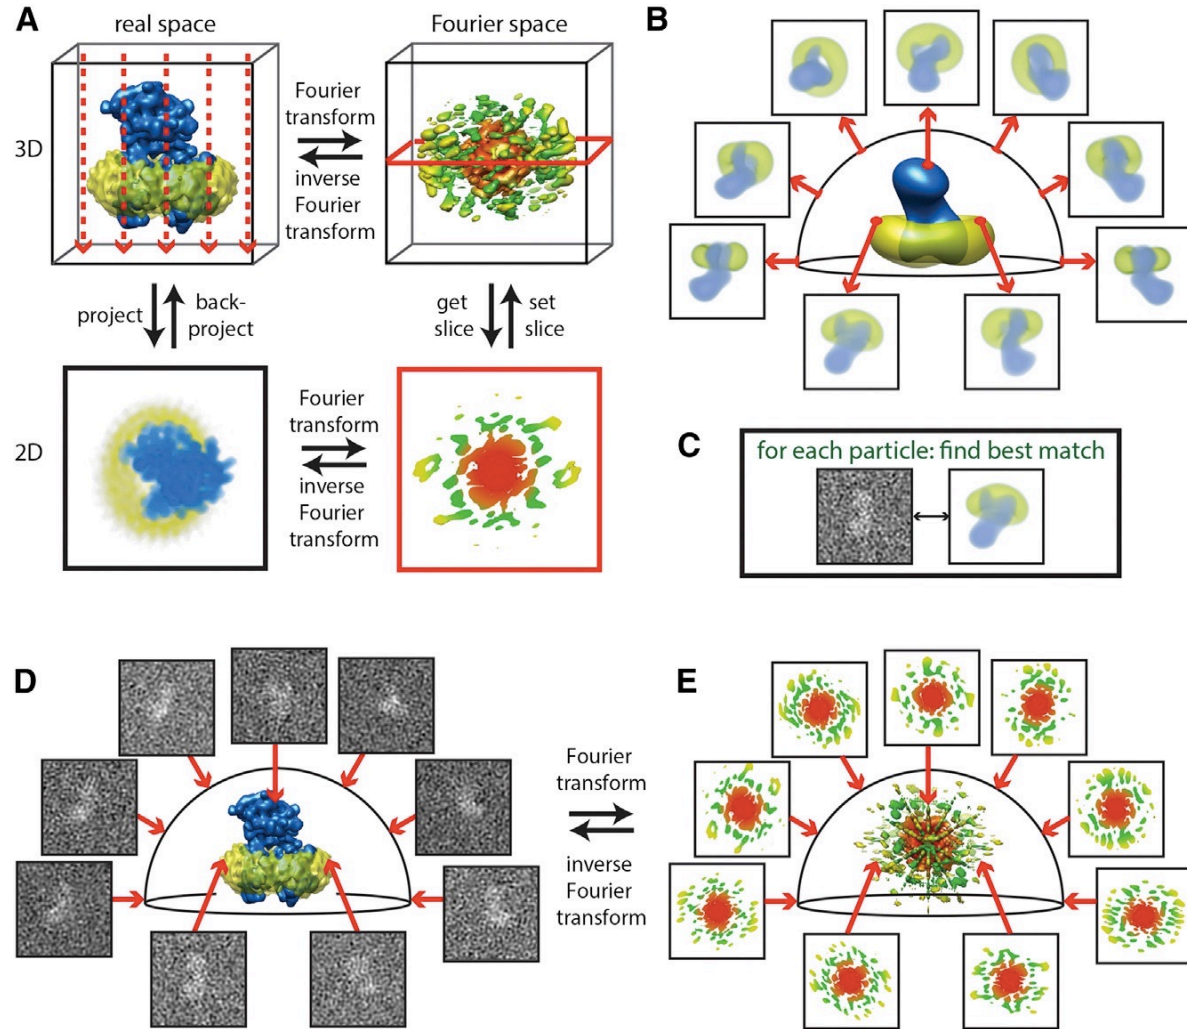 A
real space
Fourier space
3D
Fourier
transform
inverse
Fourier
transform
project
back-
project
get
slice
set
slice
2D
Fourier
transform
inverse
Fourier
transform
B
C
for each particle: find best match
D
Fourier
transform
inverse
Fourier
transform
E